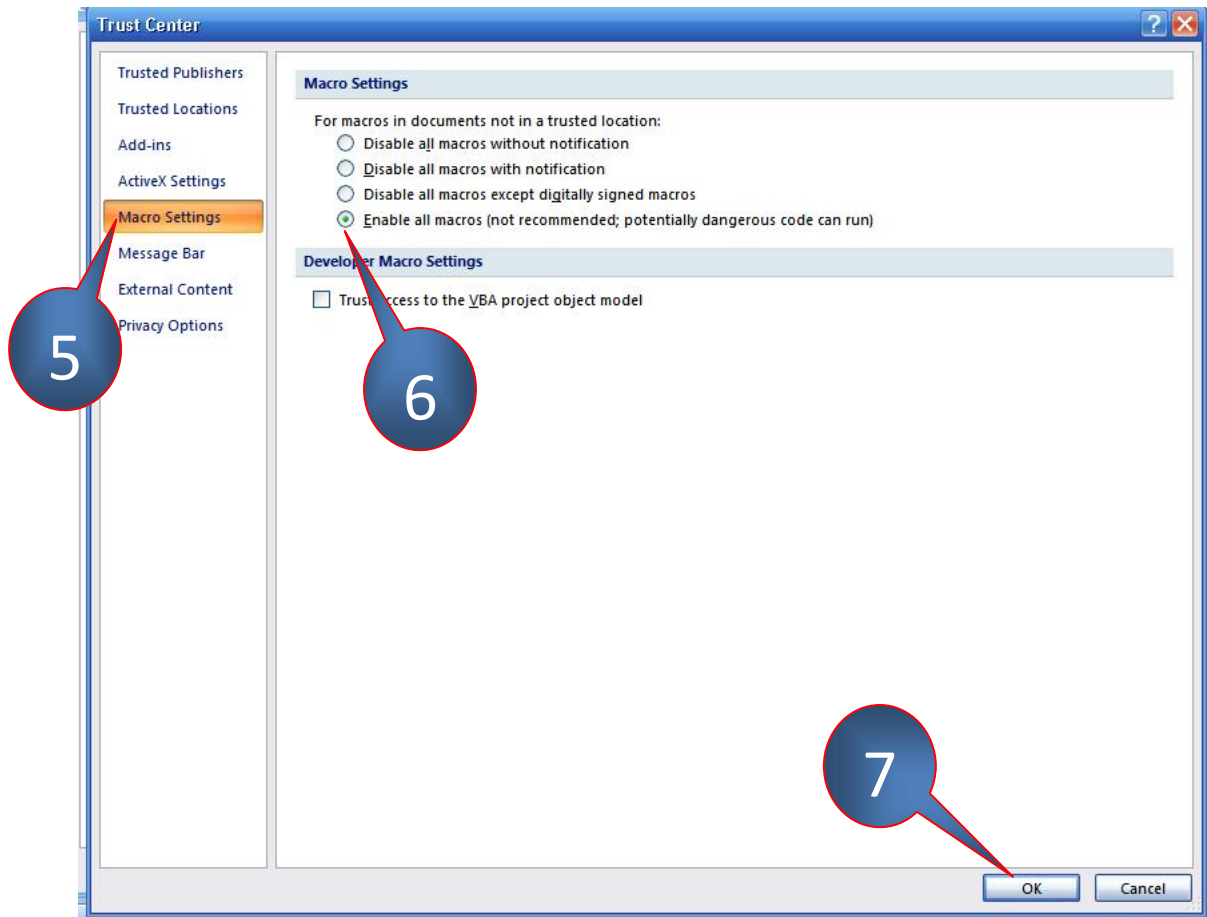 Trust Center
Trusted Publishers
Trusted Locations
Add-ins
ActiveX Settings
Macro Settings
Message Bar
External Content
Privacy Options
Macro Settings
For macros in documents not in a trusted location:
Disable all macros without notification
Disable all macros with notification
Disable all macros except digitally signed macros
Enable all macros (not recommended; potentially dangerous code can run)
Developer Macro Settings
Trust access to the VBA project object model
5
6
7
OK
Cancel